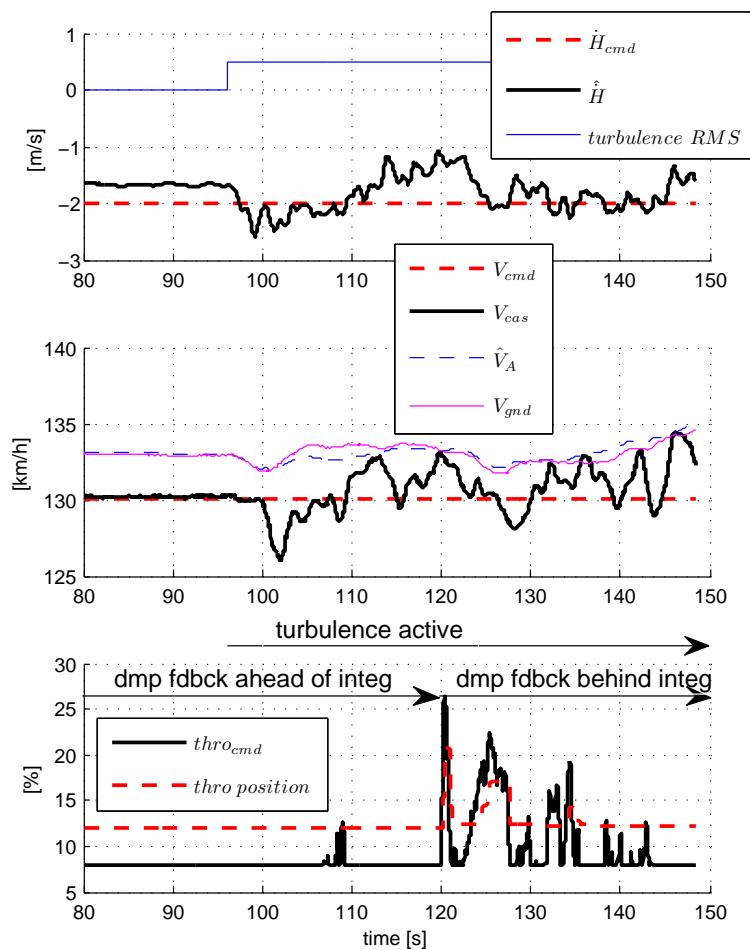 1
0
−1
−2
−3
[m/s]
80 90 100 110 120 130 140 150
Ḣcmd
Ĥ̇
turbulence RMS
140
135
130
125
[km/h]
80 90 100 110 120 130 140 150
Vcmd
Vcas
V̂A
Vgnd
turbulence active
30
25
20
15
10
5
[%]
dmp fdbck ahead of integ
dmp fdbck behind integ
throcmd
thro position
80 90 100 110 120 130 140 150
time [s]